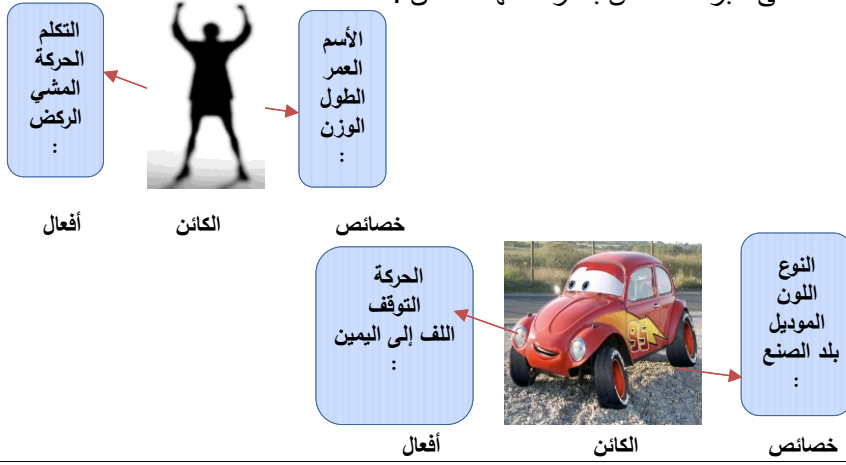 الأسم
العمر
الطول
الوزن
:
التكلم
الحركة
المشي
الركض
:
خصائص
الكائن
أفعال
النوع
اللون
الموديل
بلد الصنع
:
95
الحركة
التوقف
اللف إلى اليمين
:
خصائص
الكائن
أفعال